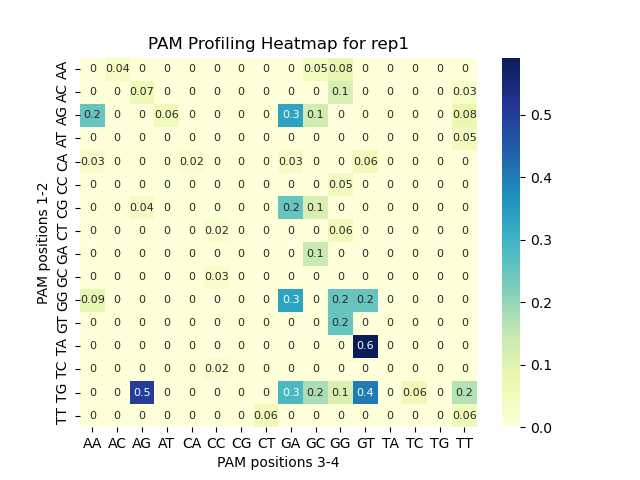 PAM Profiling Heatmap for rep1
AA 0 0.04 0 0 0 0 0 0 0 0.05 0.08 0 0 0 0 0
AC 0 0 0.07 0 0 0 0 0 0 0 0.1 0 0 0 0 0.03
AG 0.2 0 0 0.06 0 0 0 0 0.3 0.1 0 0 0 0 0 0.08
AT 0 0 0 0 0 0 0 0 0 0 0 0 0 0 0 0.05
CA 0.03 0 0 0 0.02 0 0 0 0.03 0 0 0.06 0 0 0 0
CC 0 0 0 0 0 0 0 0 0 0 0.05 0 0 0 0 0
CG 0 0 0.04 0 0 0 0 0 0.2 0.1 0 0 0 0 0 0
CT 0 0 0 0 0 0.02 0 0 0 0 0.06 0 0 0 0 0
GA 0 0 0 0 0 0 0 0 0 0.1 0 0 0 0 0 0
GC 0 0 0 0 0 0.03 0 0 0 0 0 0 0 0 0 0
GG 0.09 0 0 0 0 0 0 0 0.3 0 0.2 0.2 0 0 0 0
GT 0 0 0 0 0 0 0 0 0 0 0.2 0 0 0 0 0
TA 0 0 0 0 0 0 0 0 0 0 0 0.6 0 0 0 0
TC 0 0 0 0 0 0.02 0 0 0 0 0 0 0 0 0 0
TG 0 0 0.5 0 0 0 0 0 0.3 0.2 0.1 0.4 0 0.06 0 0.2
TT 0 0 0 0 0 0 0 0.06 0 0 0 0 0 0 0 0.06
AA AC AG AT CA CC CG CT GA GC GG GT TA TC TG TT
PAM positions 3-4
PAM positions 1-2
0.5
0.4
0.3
0.2
0.1
0.0